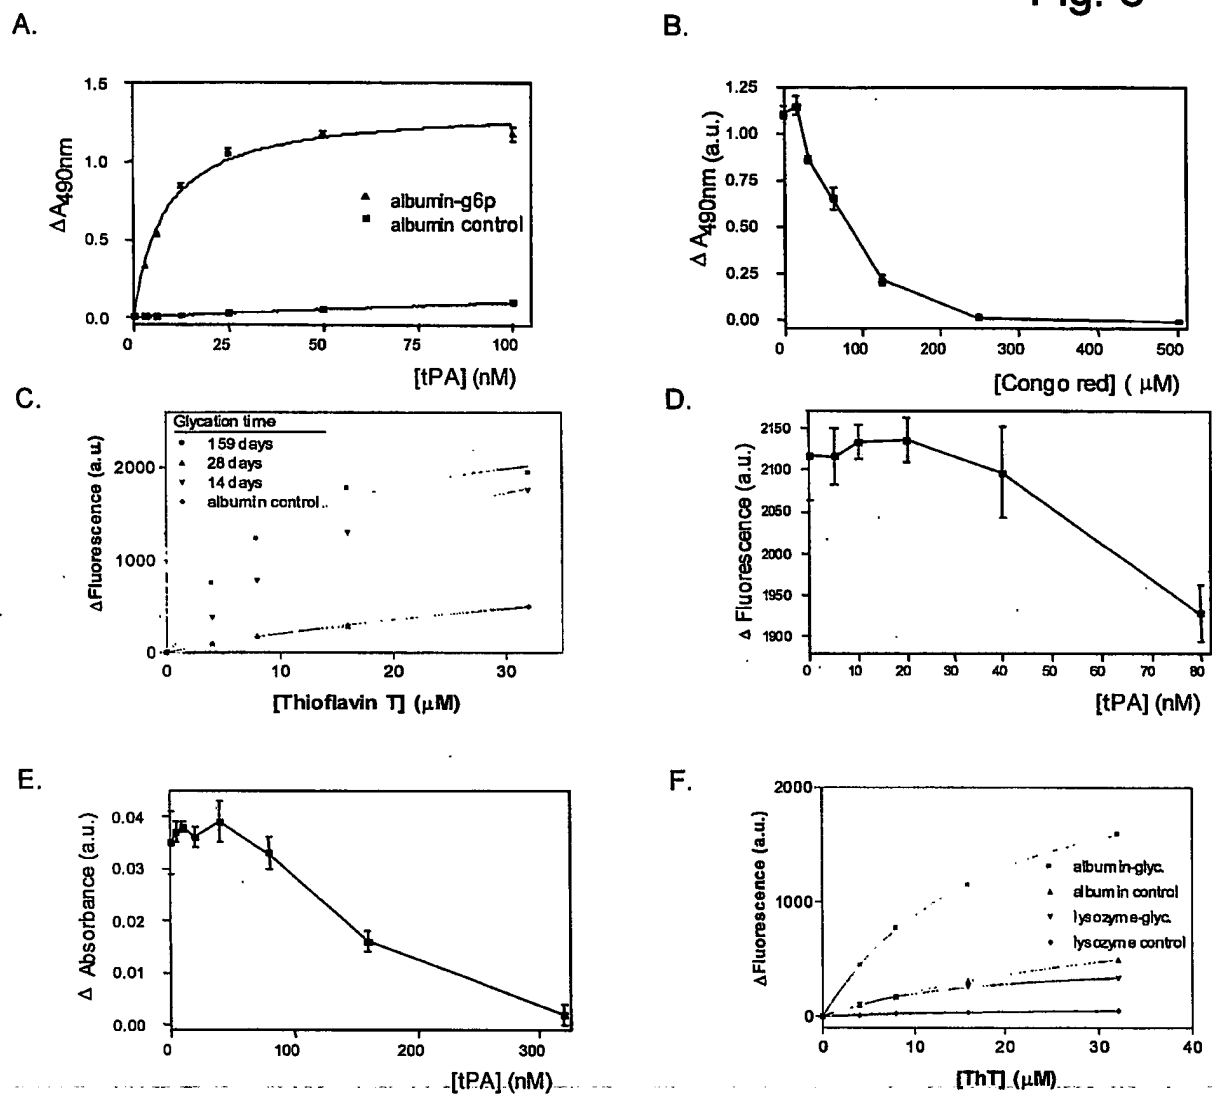 A.
ΔA490nm
1.5
1.0
0.5
0.0
albumin-g6p
albumin control
0 25 50 75 100
[tPA] (nM)
B.
Δ A490nm (a.u.)
1.25
1.00
0.75
0.50
0.25
0.00
0 100 200 300 400 500
[Congo red] ( μM)
C.
ΔFluorescence (a.u.)
Glycation time
159 days
28 days
14 days
albumin control
2000
1000
0
0 10 20 30
[Thioflavin T] (μM)
D.
Δ Fluorescence (a.u.)
2150
2100
2050
2000
1950
1900
0 10 20 30 40 50 60 70 80
[tPA] (nM)
E.
Δ Absorbance (a.u.)
0.04
0.03
0.02
0.01
0.00
0 100 200 300
[tPA] (nM)
F.
ΔFluorescence (a.u.)
2000
1000
0
albumin-glyc.
albumin control
lysozyme-glyc.
lysozyme control
0 10 20 30 40
[ThT] (μM)